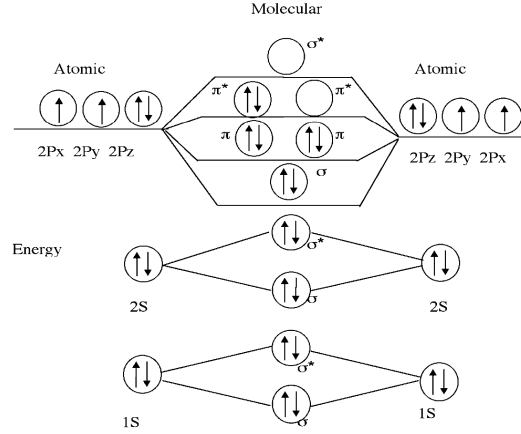 Molecular
σ*
Atomic
Atomic
π*
π*
2Px 2Py 2Pz
π
π
2Pz 2Py 2Px
σ
Energy
σ*
2S
σ
2S
σ*
1S
σ
1S